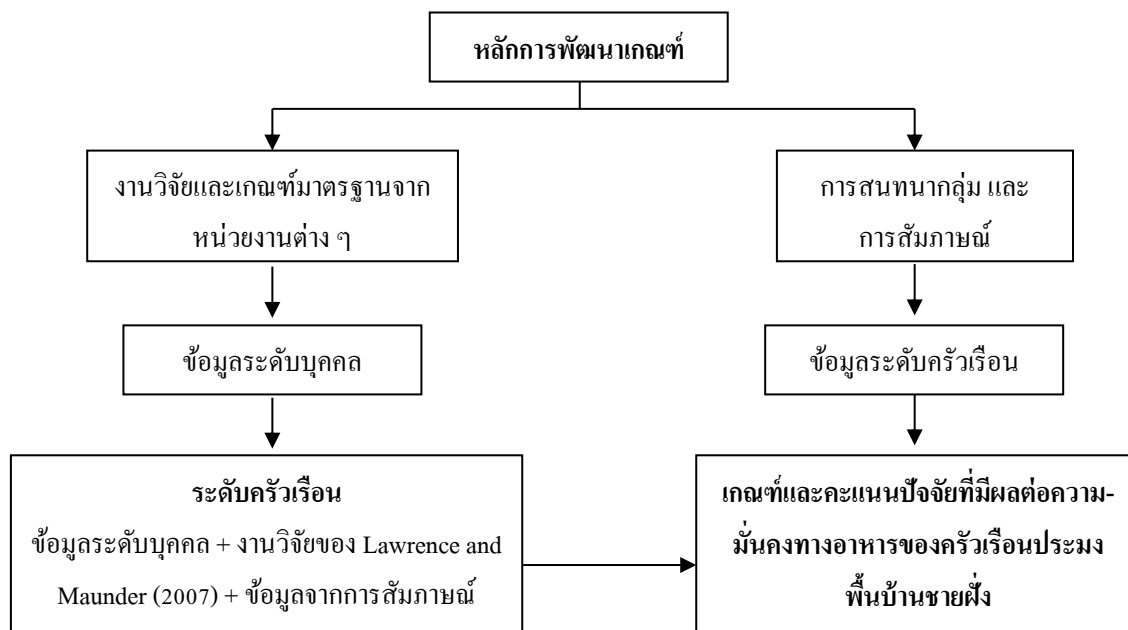 หลักการพัฒนาเกณฑ์
งานวิจัยและเกณฑ์มาตรฐานจาก
หน่วยงานต่าง ๆ
การสนทนากลุ่ม และ
การสัมภาษณ์
ข้อมูลระดับบุคคล
ข้อมูลระดับครัวเรือน
ระดับครัวเรือน
ข้อมูลระดับบุคคล + งานวิจัยของ Lawrence and
Maunder (2007) + ข้อมูลจากการสัมภาษณ์
เกณฑ์และคะแนนปัจจัยที่มีผลต่อความ-
มั่นคงทางอาหารของครัวเรือนประมง
พื้นบ้านชายฝั่ง